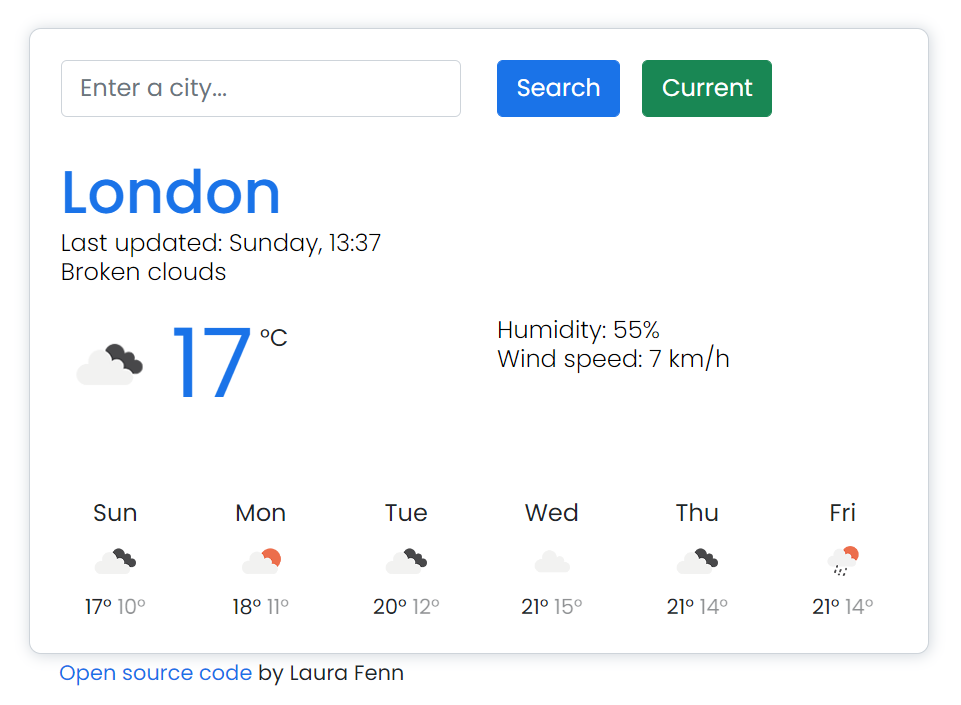 Enter a city... Search Current
London
Last updated: Sunday, 13:37
Broken clouds
17 °C
Humidity: 55%
Wind speed: 7 km/h
Sun Mon Tue Wed Thu Fri
17° 10° 18° 11° 20° 12° 21° 15° 21° 14° 21° 14°
Open source code by Laura Fenn